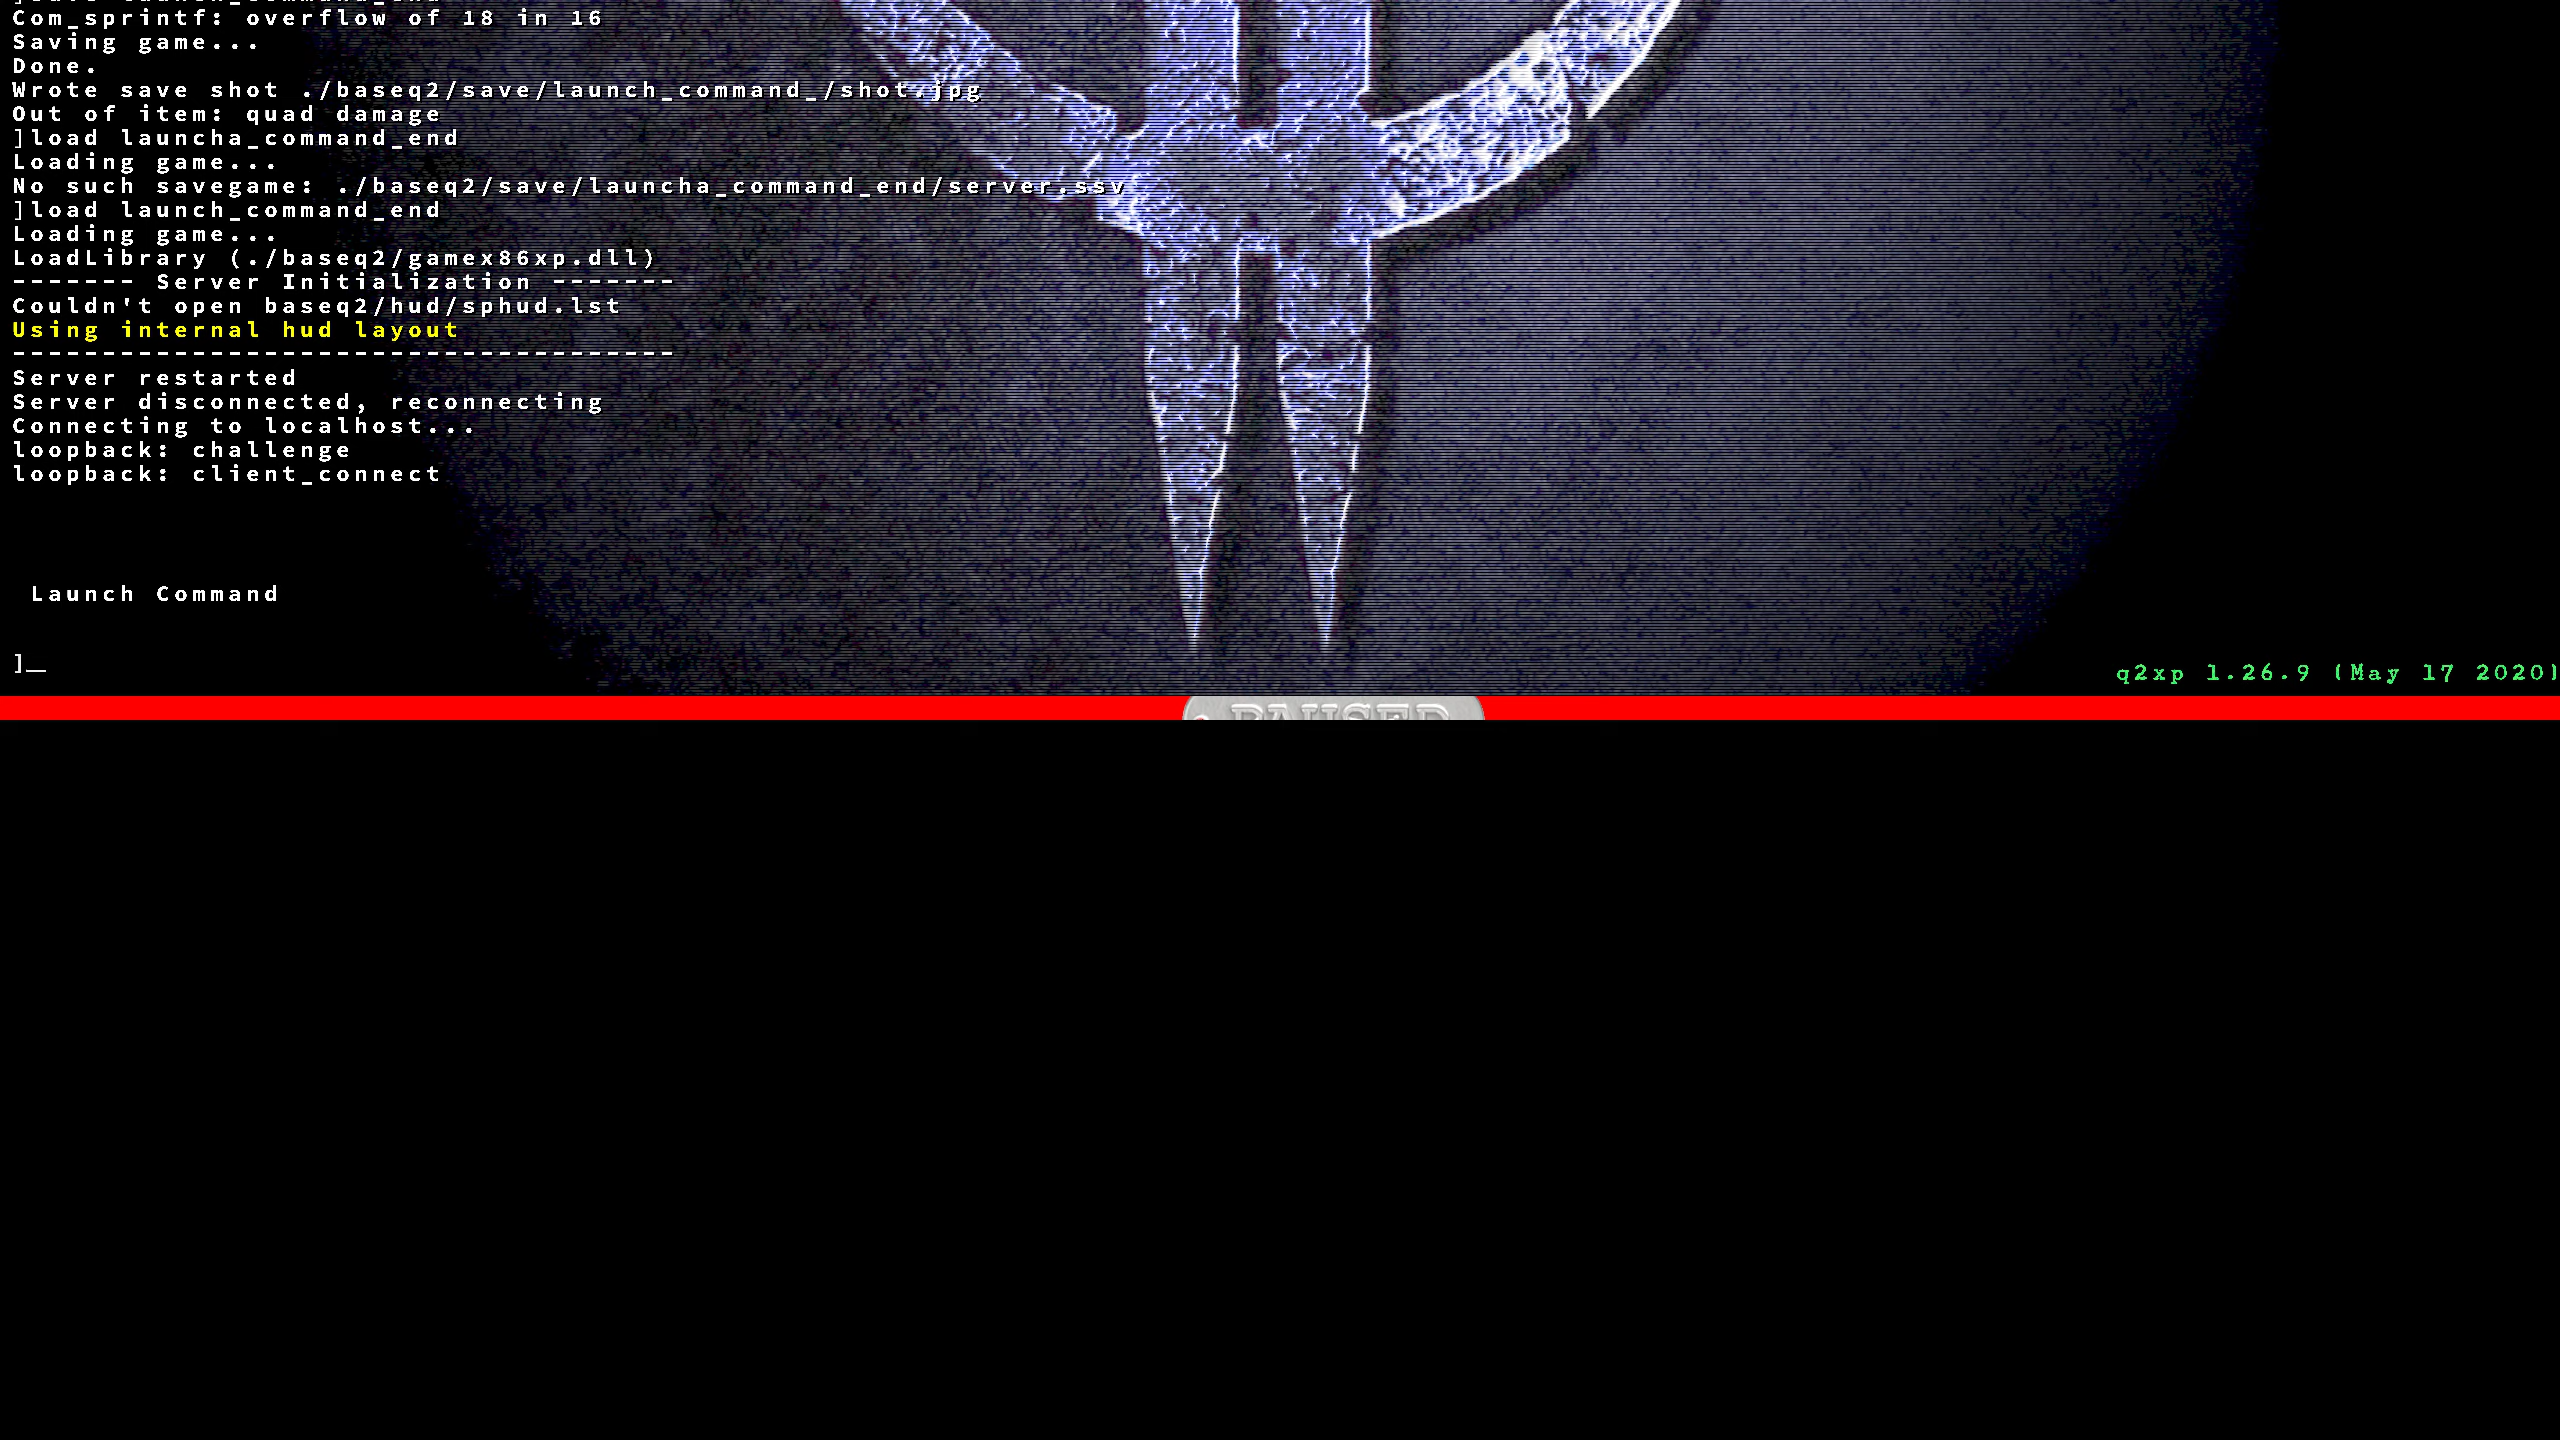 Com_sprintf: overflow of 18 in 16
Saving game...
Done.
Wrote save shot ./baseq2/save/launch_command_/shot.jpg
Out of item: quad damage
]load launcha_command_end
Loading game...
No such savegame: ./baseq2/save/launcha_command_end/server.ssv
]load launch_command_end
Loading game...
LoadLibrary (./baseq2/gamex86xp.dll)
------- Server Initialization -------
Couldn't open baseq2/hud/sphud.lst
Using internal hud layout
-------------------------------------
Server restarted
Server disconnected, reconnecting
Connecting to localhost...
loopback: challenge
loopback: client_connect
Launch Command
]_
q2xp 1.26.9 (May 17 2020)
PAUSED